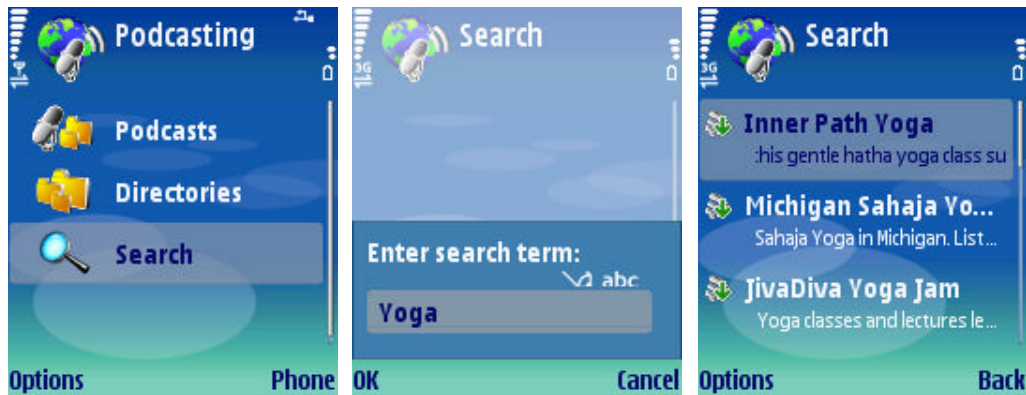 Podcasting
Podcasts
Directories
Search
Options Phone
3G
Search
Enter search term:
abc
Yoga
OK Cancel
3G
Search
Inner Path Yoga
:his gentle hatha yoga class su
Michigan Sahaja Yo...
Sahaja Yoga in Michigan. List...
JivaDiva Yoga Jam
Yoga classes and lectures le...
Options Back